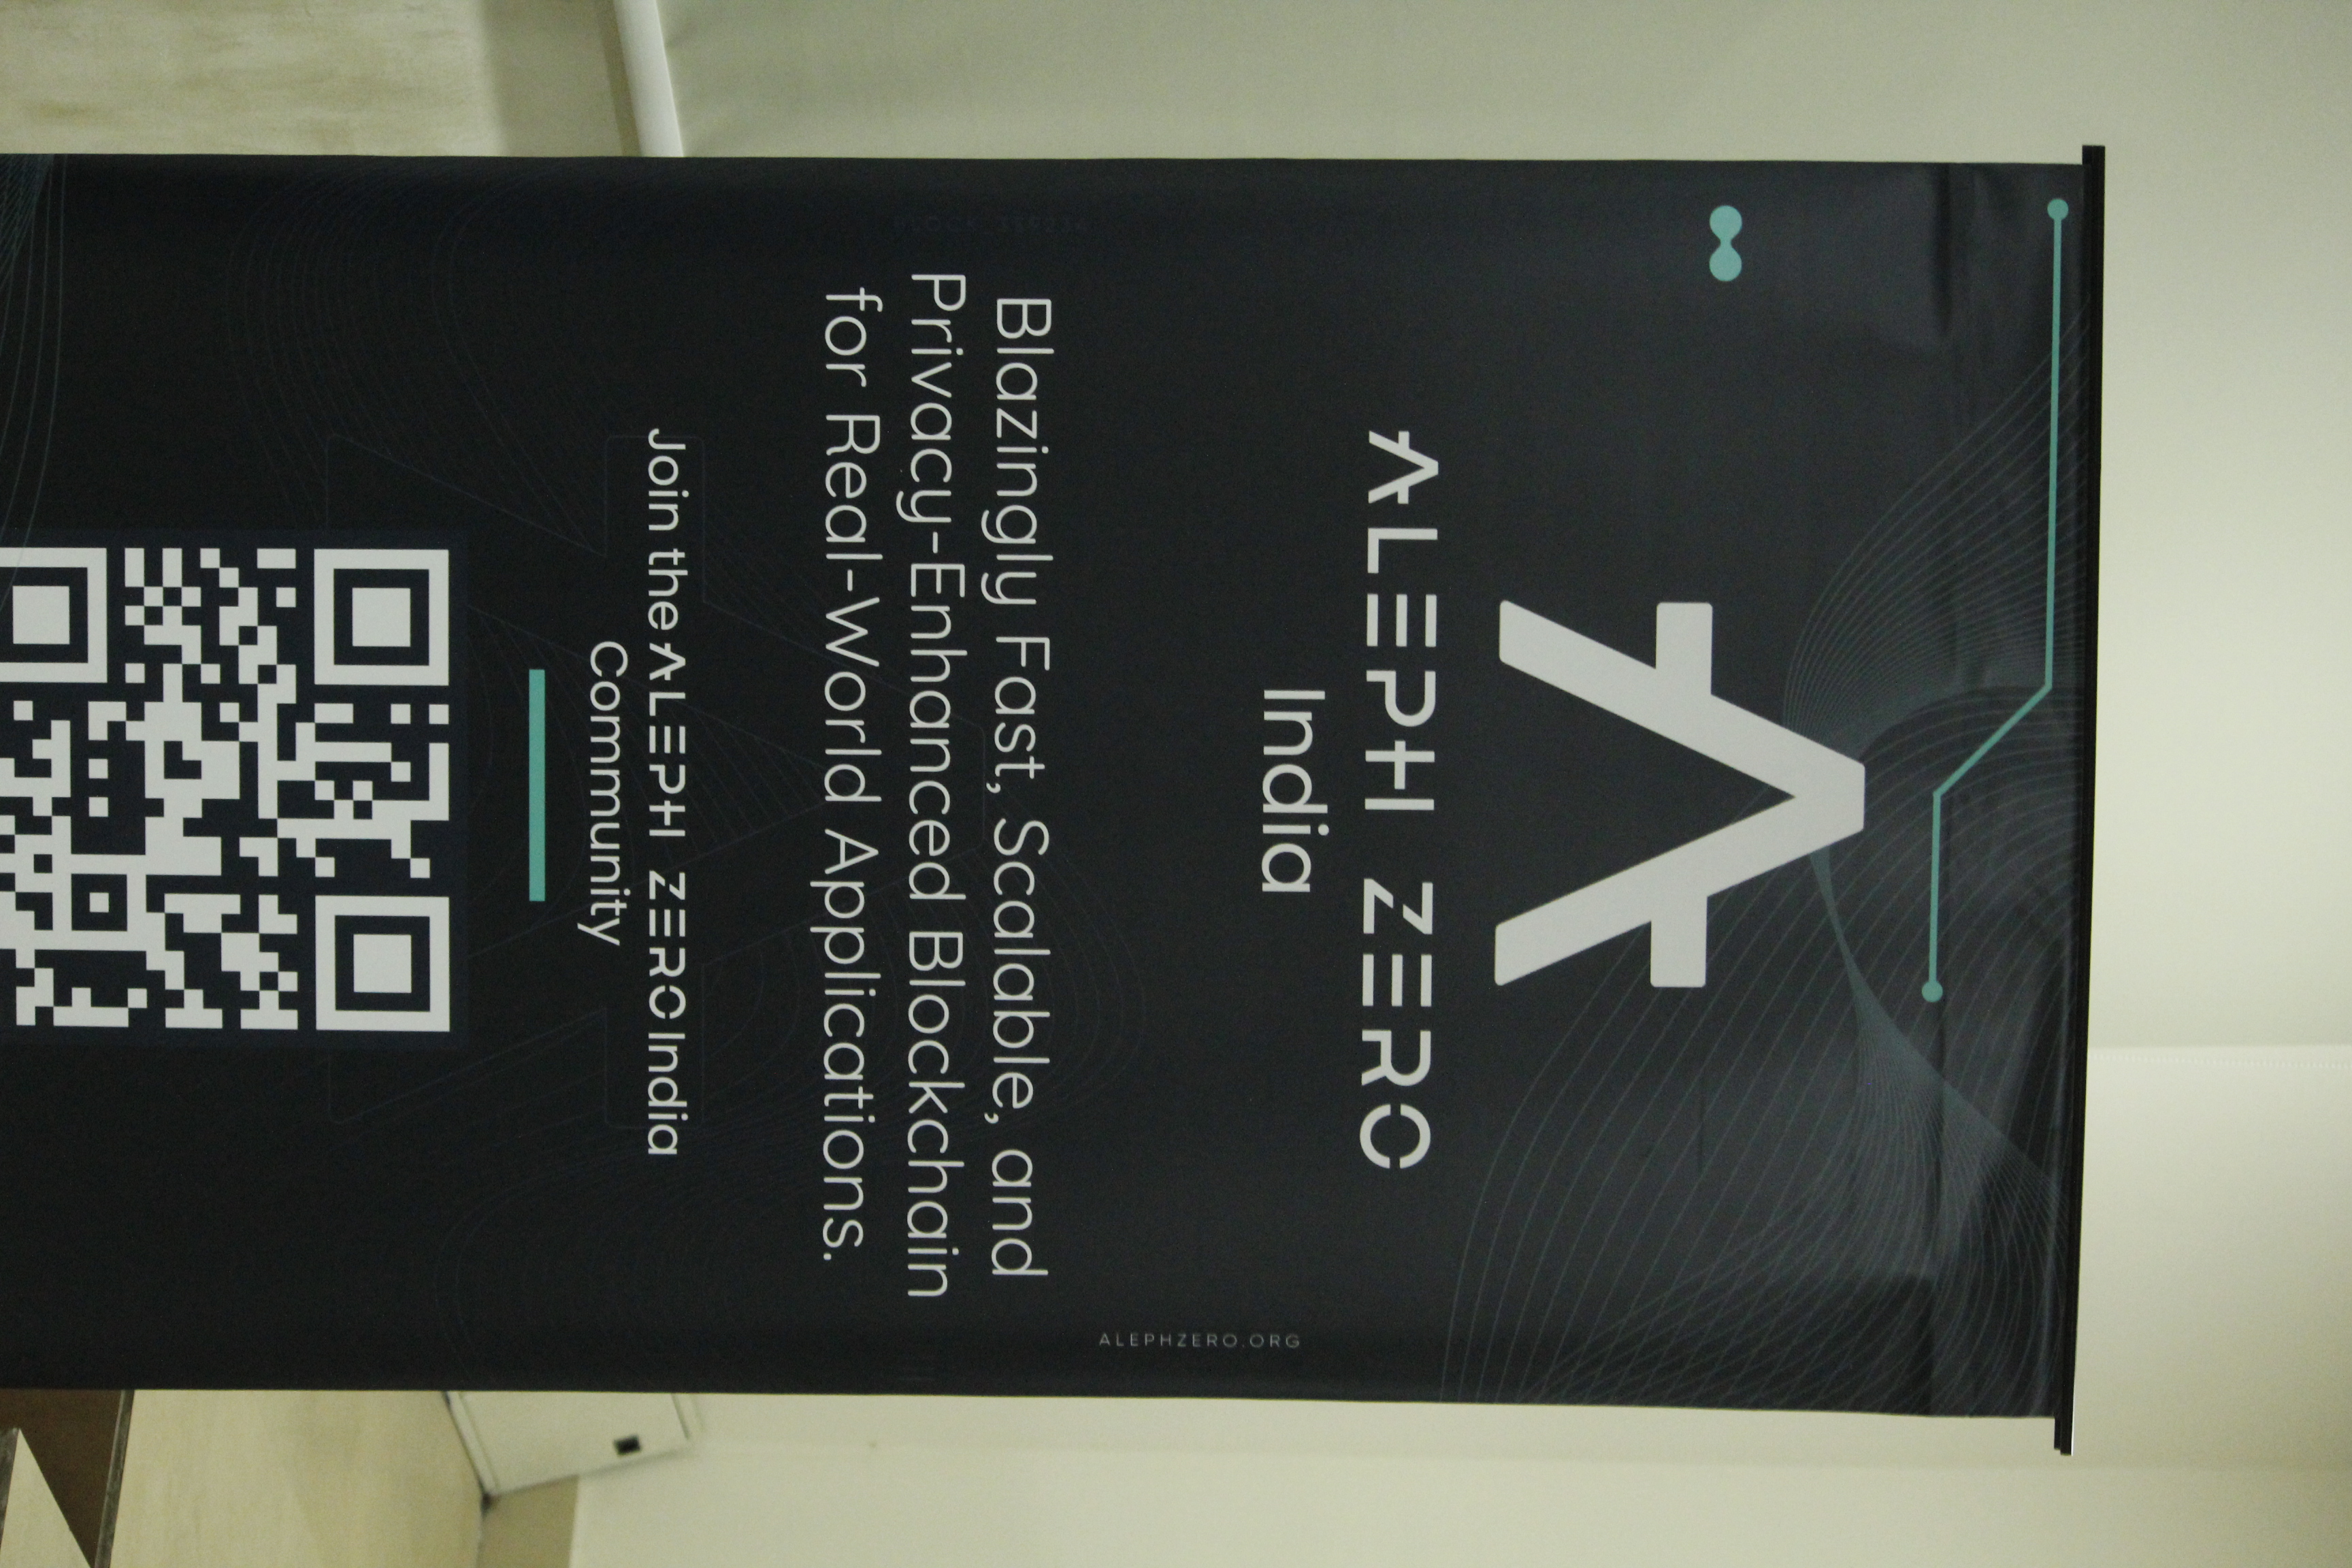 ALEPH ZERO
India
ALEPHZERO.ORG
Blazingly Fast, Scalable, and
Privacy-Enhanced Blockchain
for Real-World Applications.
Join the ALEPH ZERO India
Community